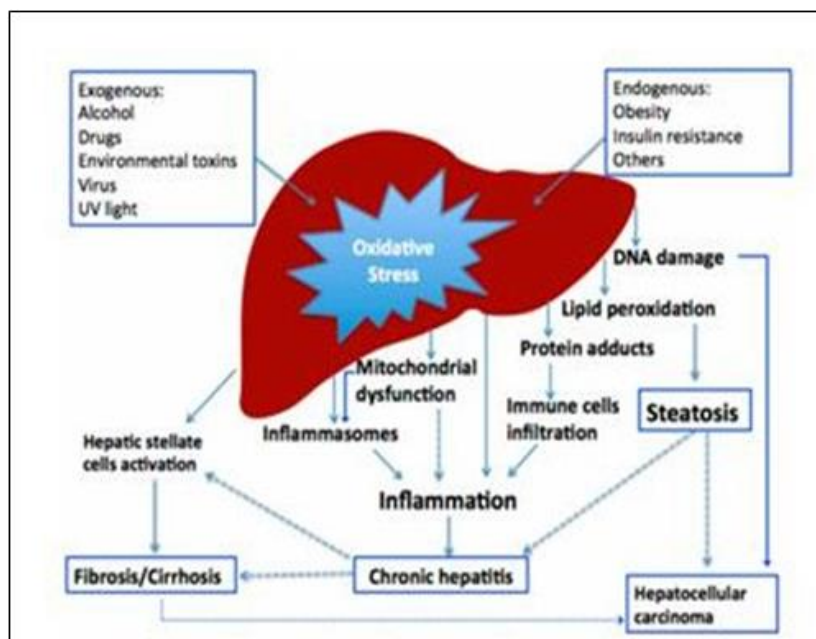 Exogenous:
Alcohol
Drugs
Environmental toxins
Virus
UV light
Endogenous:
Obesity
Insulin resistance
Others
Oxidative
Stress
DNA damage
Lipid peroxidation
Protein adducts
Mitochondrial
dysfunction
Immune cells
infiltration
Steatosis
Inflammasomes
Hepatic stellate
cells activation
Inflammation
Fibrosis/Cirrhosis
Chronic hepatitis
Hepatocellular
carcinoma